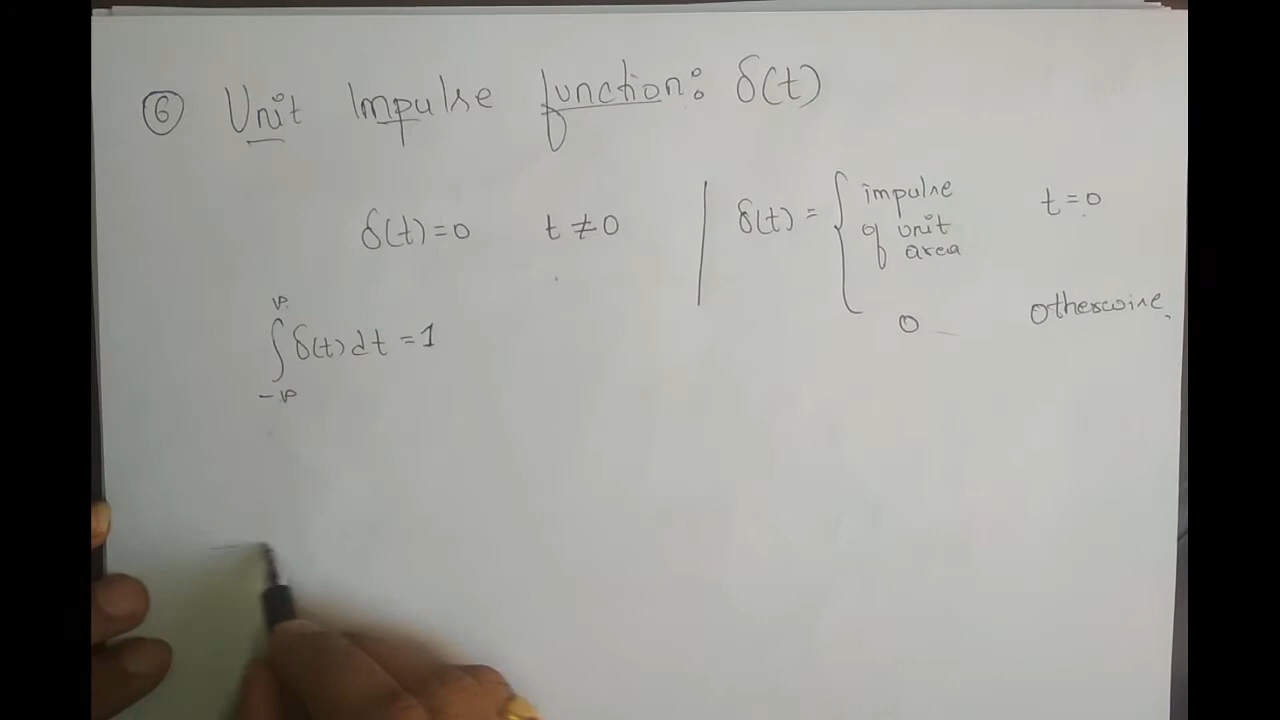 ⑥ Unit Impulse function: δ(t)
δ(t)=0 t≠0
∫_{-∞}^{∞} δ(t) dt = 1
δ(t) = { impulse of unit area t=0
0 otherwise,